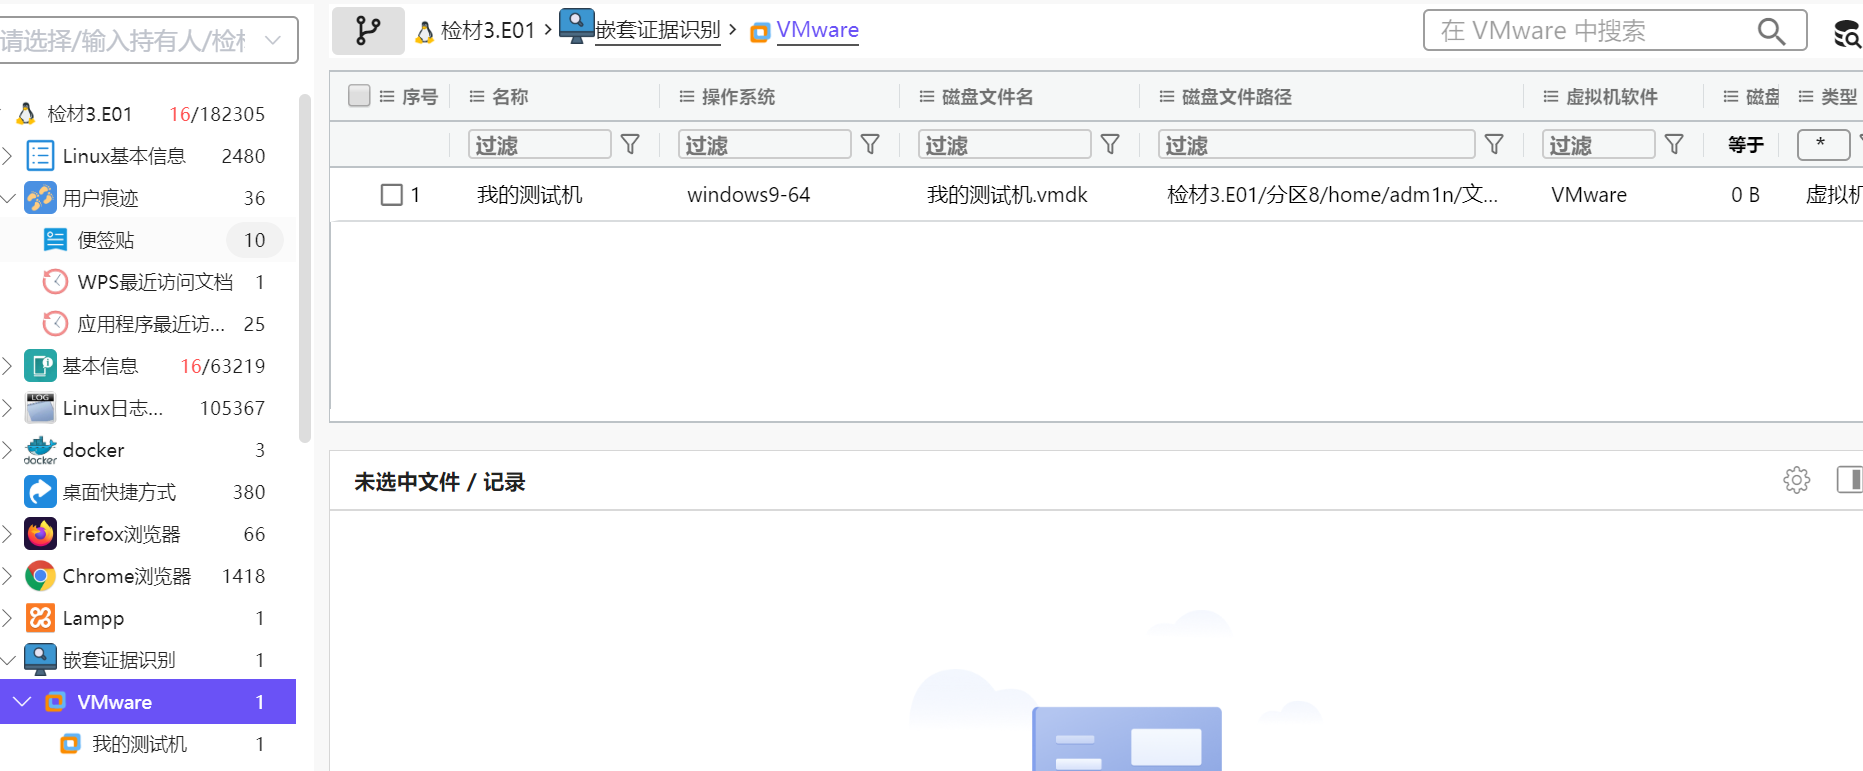 请选择/输入持有人/检材
检材3.E01 16/182305
Linux基本信息 2480
用户痕迹 36
便签贴 10
WPS最近访问文档 1
应用程序最近访... 25
基本信息 16/63219
LOG
Linux日志... 105367
docker
docker 3
桌面快捷方式 380
Firefox浏览器 66
Chrome浏览器 1418
Lampp 1
嵌套证据识别 1
VMware 1
我的测试机 1
检材3.E01 > 嵌套证据识别 > VMware
在 VMware 中搜索
序号 名称 操作系统 磁盘文件名 磁盘文件路径 虚拟机软件 磁盘 类型
过滤 过滤 过滤 过滤 过滤 等于 *
1 我的测试机 windows9-64 我的测试机.vmdk 检材3.E01/分区8/home/adm1n/文... VMware 0 B 虚拟机
未选中文件 / 记录